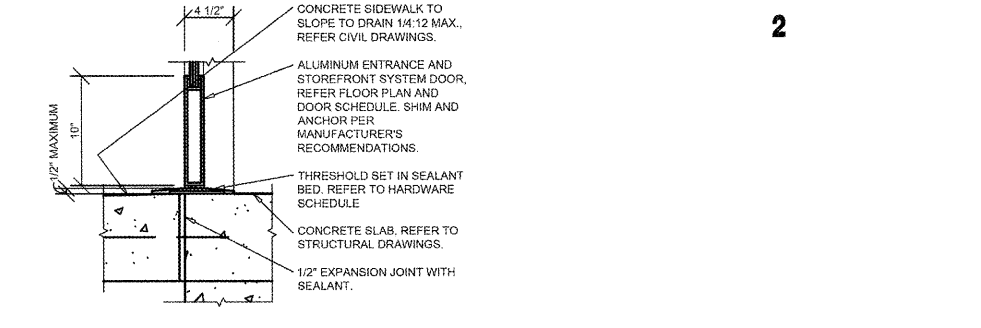 4 1/2"
CONCRETE SIDEWALK TO
SLOPE TO DRAIN 1/4:12 MAX.,
REFER CIVIL DRAWINGS.
2
ALUMINUM ENTRANCE AND
STOREFRONT SYSTEM DOOR,
REFER FLOOR PLAN AND
DOOR SCHEDULE. SHIM AND
ANCHOR PER
MANUFACTURER'S
RECOMMENDATIONS.
10"
1/2" MAXIMUM
THRESHOLD SET IN SEALANT
BED. REFER TO HARDWARE
SCHEDULE
CONCRETE SLAB, REFER TO
STRUCTURAL DRAWINGS.
1/2" EXPANSION JOINT WITH
SEALANT.